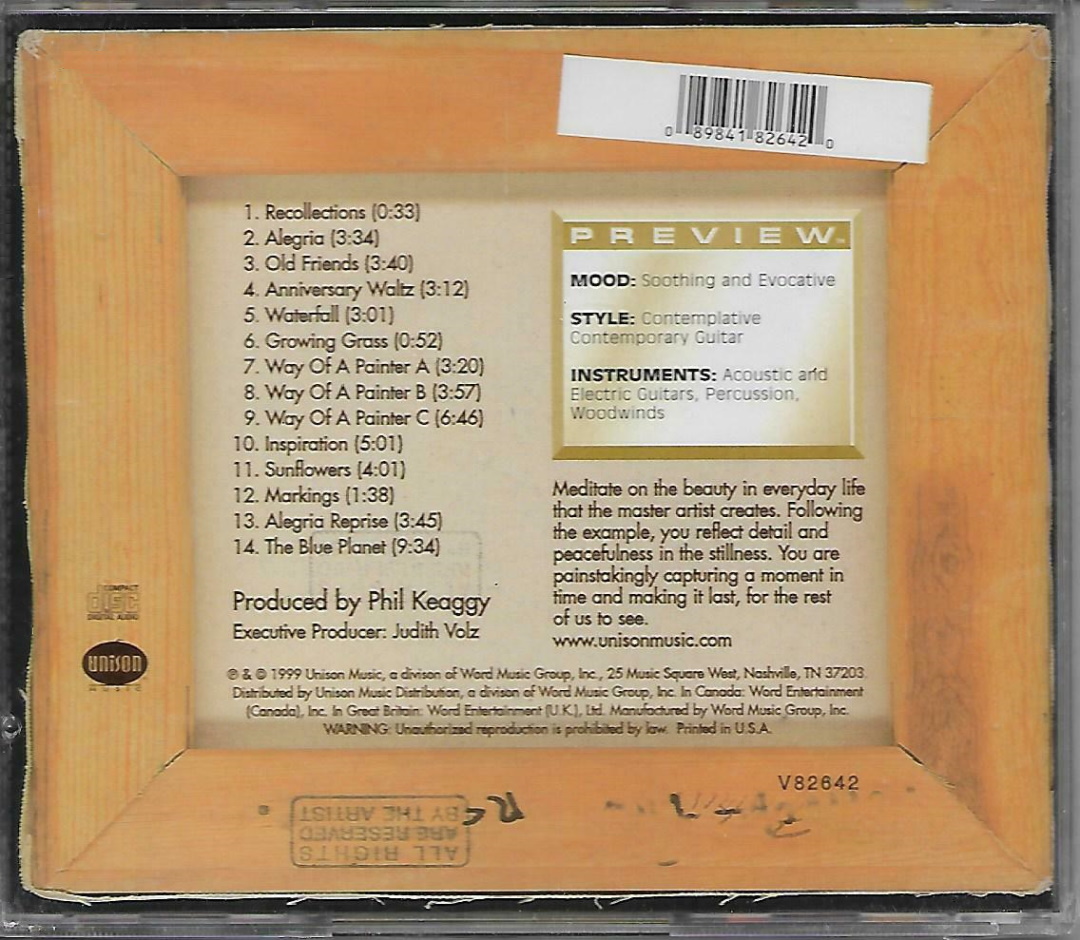 0 89841 82642 0
1. Recollections (0:33)
2. Alegria (3:34)
3. Old Friends (3:40)
4. Anniversary Waltz (3:12)
5. Waterfall (3:01)
6. Growing Grass (0:52)
7. Way Of A Painter A (3:20)
8. Way Of A Painter B (3:57)
9. Way Of A Painter C (6:46)
10. Inspiration (5:01)
11. Sunflowers (4:01)
12. Markings (1:38)
13. Alegria Reprise (3:45)
14. The Blue Planet (9:34)
Produced by Phil Keaggy
Executive Producer: Judith Volz
PREVIEW™
MOOD: Soothing and Evocative
STYLE: Contemplative
Contemporary Guitar
INSTRUMENTS: Acoustic and
Electric Guitars, Percussion,
Woodwinds
Meditate on the beauty in everyday life
that the master artist creates. Following
the example, you reflect detail and
peacefulness in the stillness. You are
painstakingly capturing a moment in
time and making it last, for the rest
of us to see.
www.unisonmusic.com
COMPACT
disc
DIGITAL AUDIO
unison
MUSIC
℗ & © 1999 Unison Music, a divison of Word Music Group, Inc., 25 Music Square West, Nashville, TN 37203.
Distributed by Unison Music Distribution, a divison of Word Music Group, Inc. In Canada: Word Entertainment
(Canada), Inc. In Great Britain: Word Entertainment (U.K.), Ltd. Manufactured by Word Music Group, Inc.
WARNING: Unauthorized reproduction is prohibited by law. Printed in U.S.A.
V82642
ALL RIGHTS
ARE RESERVED
BY THE ARTIST